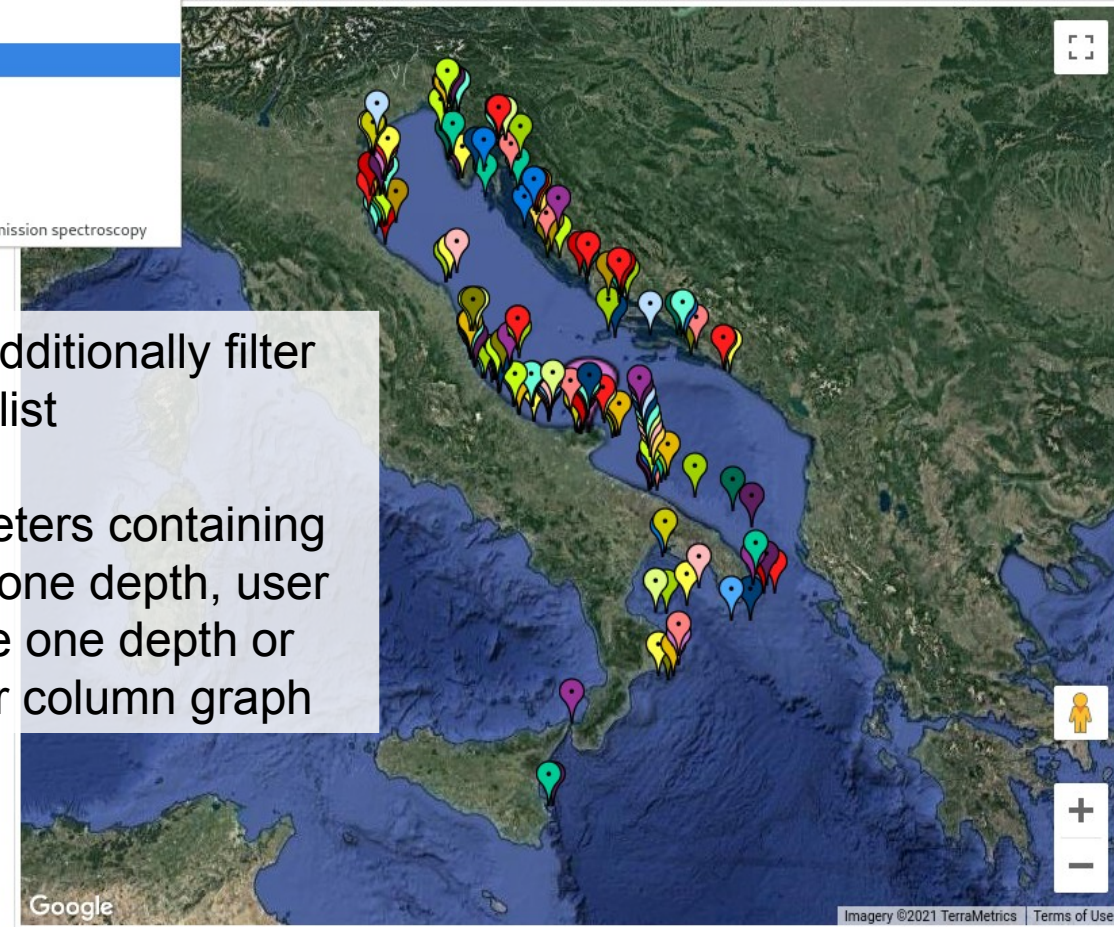 mission spectroscopy
dditionally filter
list
eters containing
one depth, user
e one depth or
r column graph
Google
Imagery ©2021 TerraMetrics
Terms of Use